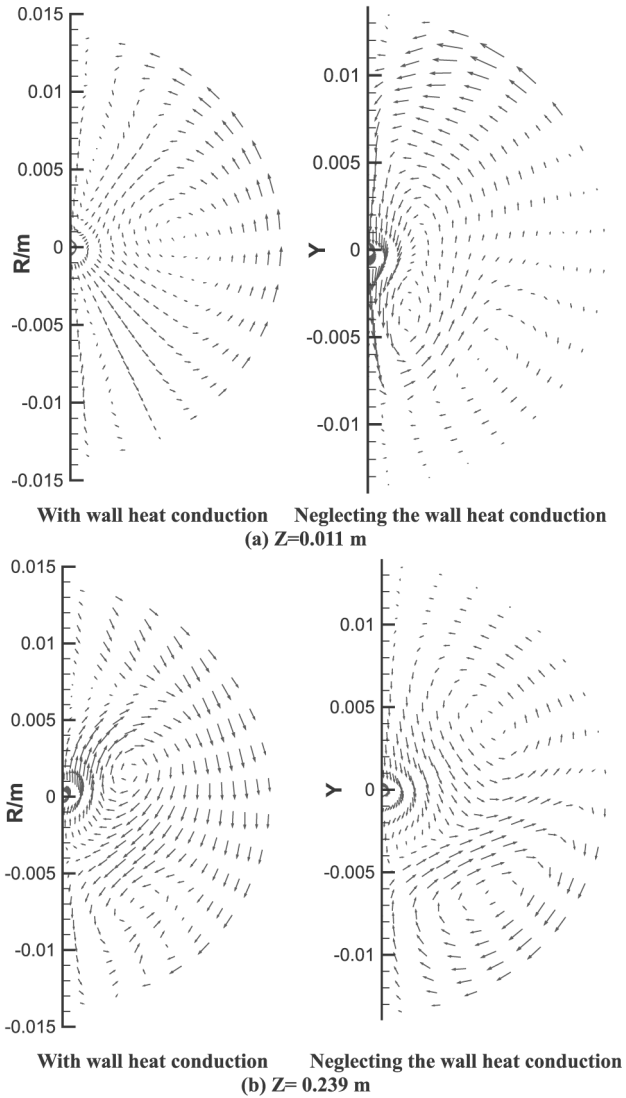 0.015
0.01
0.005
0
-0.005
-0.01
-0.015
R/m
0.01
0.005
0
-0.005
-0.01
Y
With wall heat conduction
Neglecting the wall heat conduction
(a) Z=0.011 m
0.015
0.01
0.005
0
-0.005
-0.01
-0.015
R/m
0.01
0.005
0
-0.005
-0.01
Y
With wall heat conduction
Neglecting the wall heat conduction
(b) Z= 0.239 m